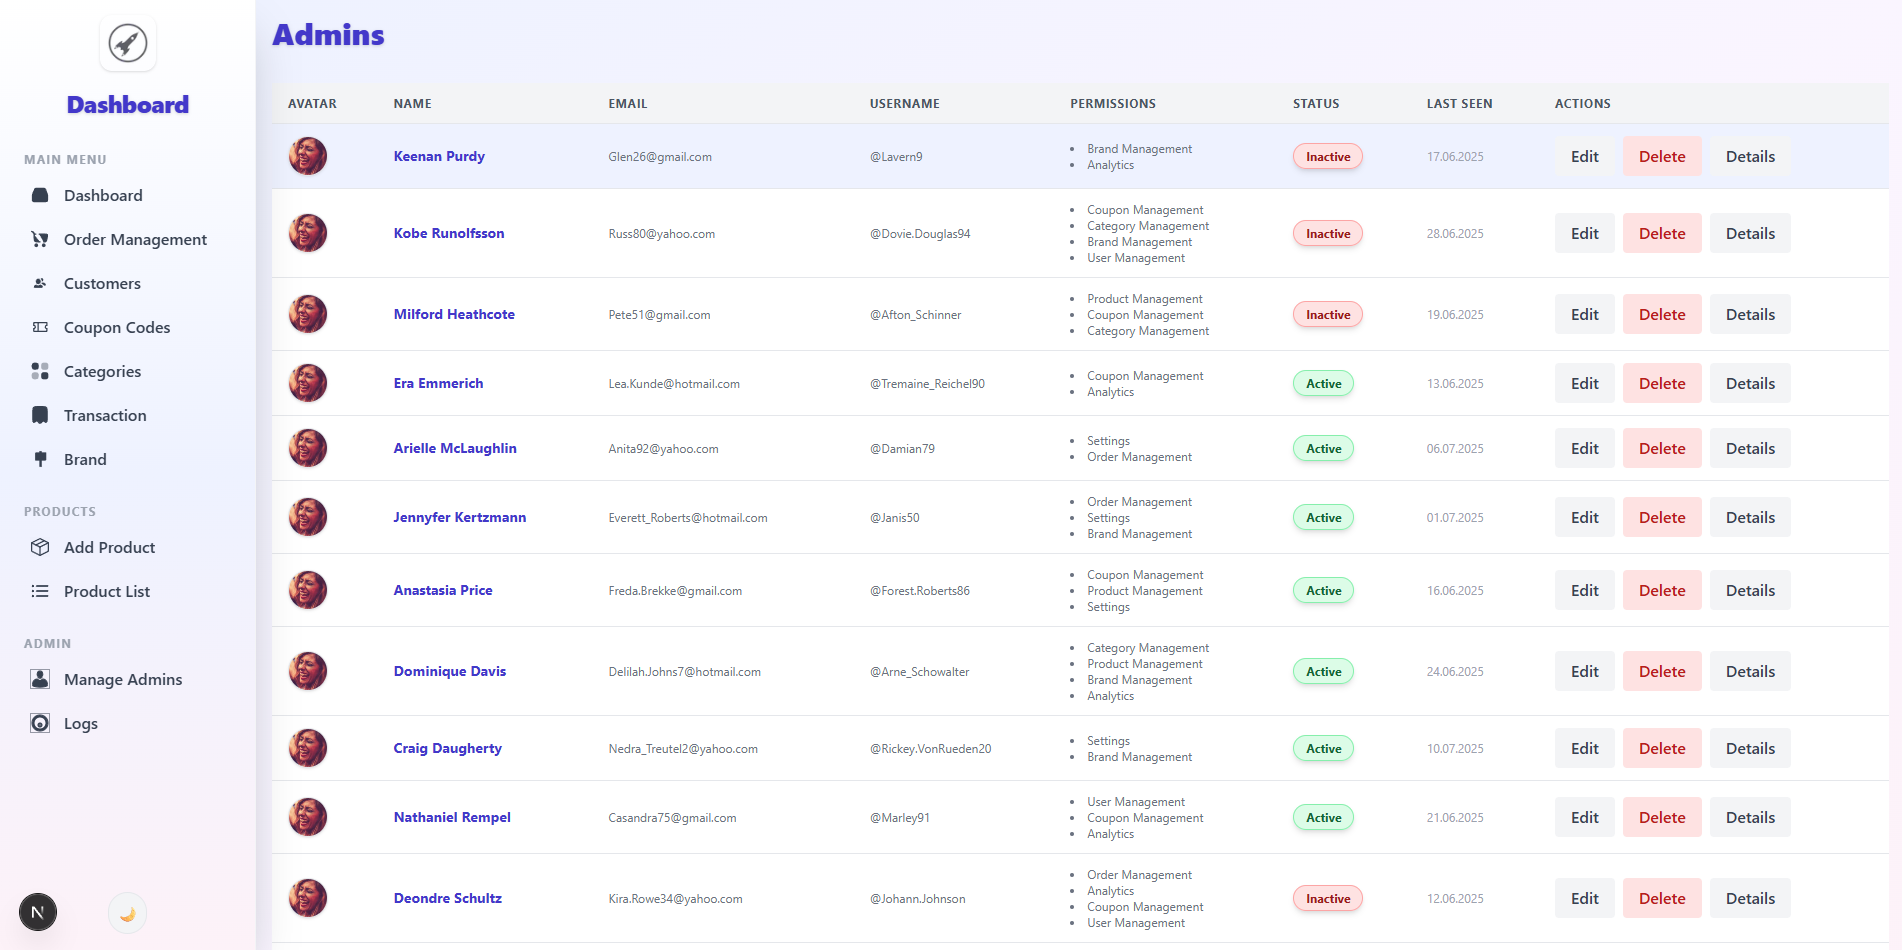 Dashboard
MAIN MENU
Dashboard
Order Management
Customers
Coupon Codes
Categories
Transaction
Brand
PRODUCTS
Add Product
Product List
ADMIN
Manage Admins
Logs
N
Admins
AVATAR NAME EMAIL USERNAME PERMISSIONS STATUS LAST SEEN ACTIONS
Keenan Purdy Glen26@gmail.com @Lavern9
• Brand Management
• Analytics
Inactive 17.06.2025 Edit Delete Details
Kobe Runolfsson Russ80@yahoo.com @Dovie.Douglas94
• Coupon Management
• Category Management
• Brand Management
• User Management
Inactive 28.06.2025 Edit Delete Details
Milford Heathcote Pete51@gmail.com @Afton_Schinner
• Product Management
• Coupon Management
• Category Management
Inactive 19.06.2025 Edit Delete Details
Era Emmerich Lea.Kunde@hotmail.com @Tremaine_Reichel90
• Coupon Management
• Analytics
Active 13.06.2025 Edit Delete Details
Arielle McLaughlin Anita92@yahoo.com @Damian79
• Settings
• Order Management
Active 06.07.2025 Edit Delete Details
Jennyfer Kertzmann Everett_Roberts@hotmail.com @Janis50
• Order Management
• Settings
• Brand Management
Active 01.07.2025 Edit Delete Details
Anastasia Price Freda.Brekke@gmail.com @Forest.Roberts86
• Coupon Management
• Product Management
• Settings
Active 16.06.2025 Edit Delete Details
Dominique Davis Delilah.Johns7@hotmail.com @Arne_Schowalter
• Category Management
• Product Management
• Brand Management
• Analytics
Active 24.06.2025 Edit Delete Details
Craig Daugherty Nedra_Treutel2@yahoo.com @Rickey.VonRueden20
• Settings
• Brand Management
Active 10.07.2025 Edit Delete Details
Nathaniel Rempel Casandra75@gmail.com @Marley91
• User Management
• Coupon Management
• Analytics
Active 21.06.2025 Edit Delete Details
Deondre Schultz Kira.Rowe34@yahoo.com @Johann.Johnson
• Order Management
• Analytics
• Coupon Management
• User Management
Inactive 12.06.2025 Edit Delete Details